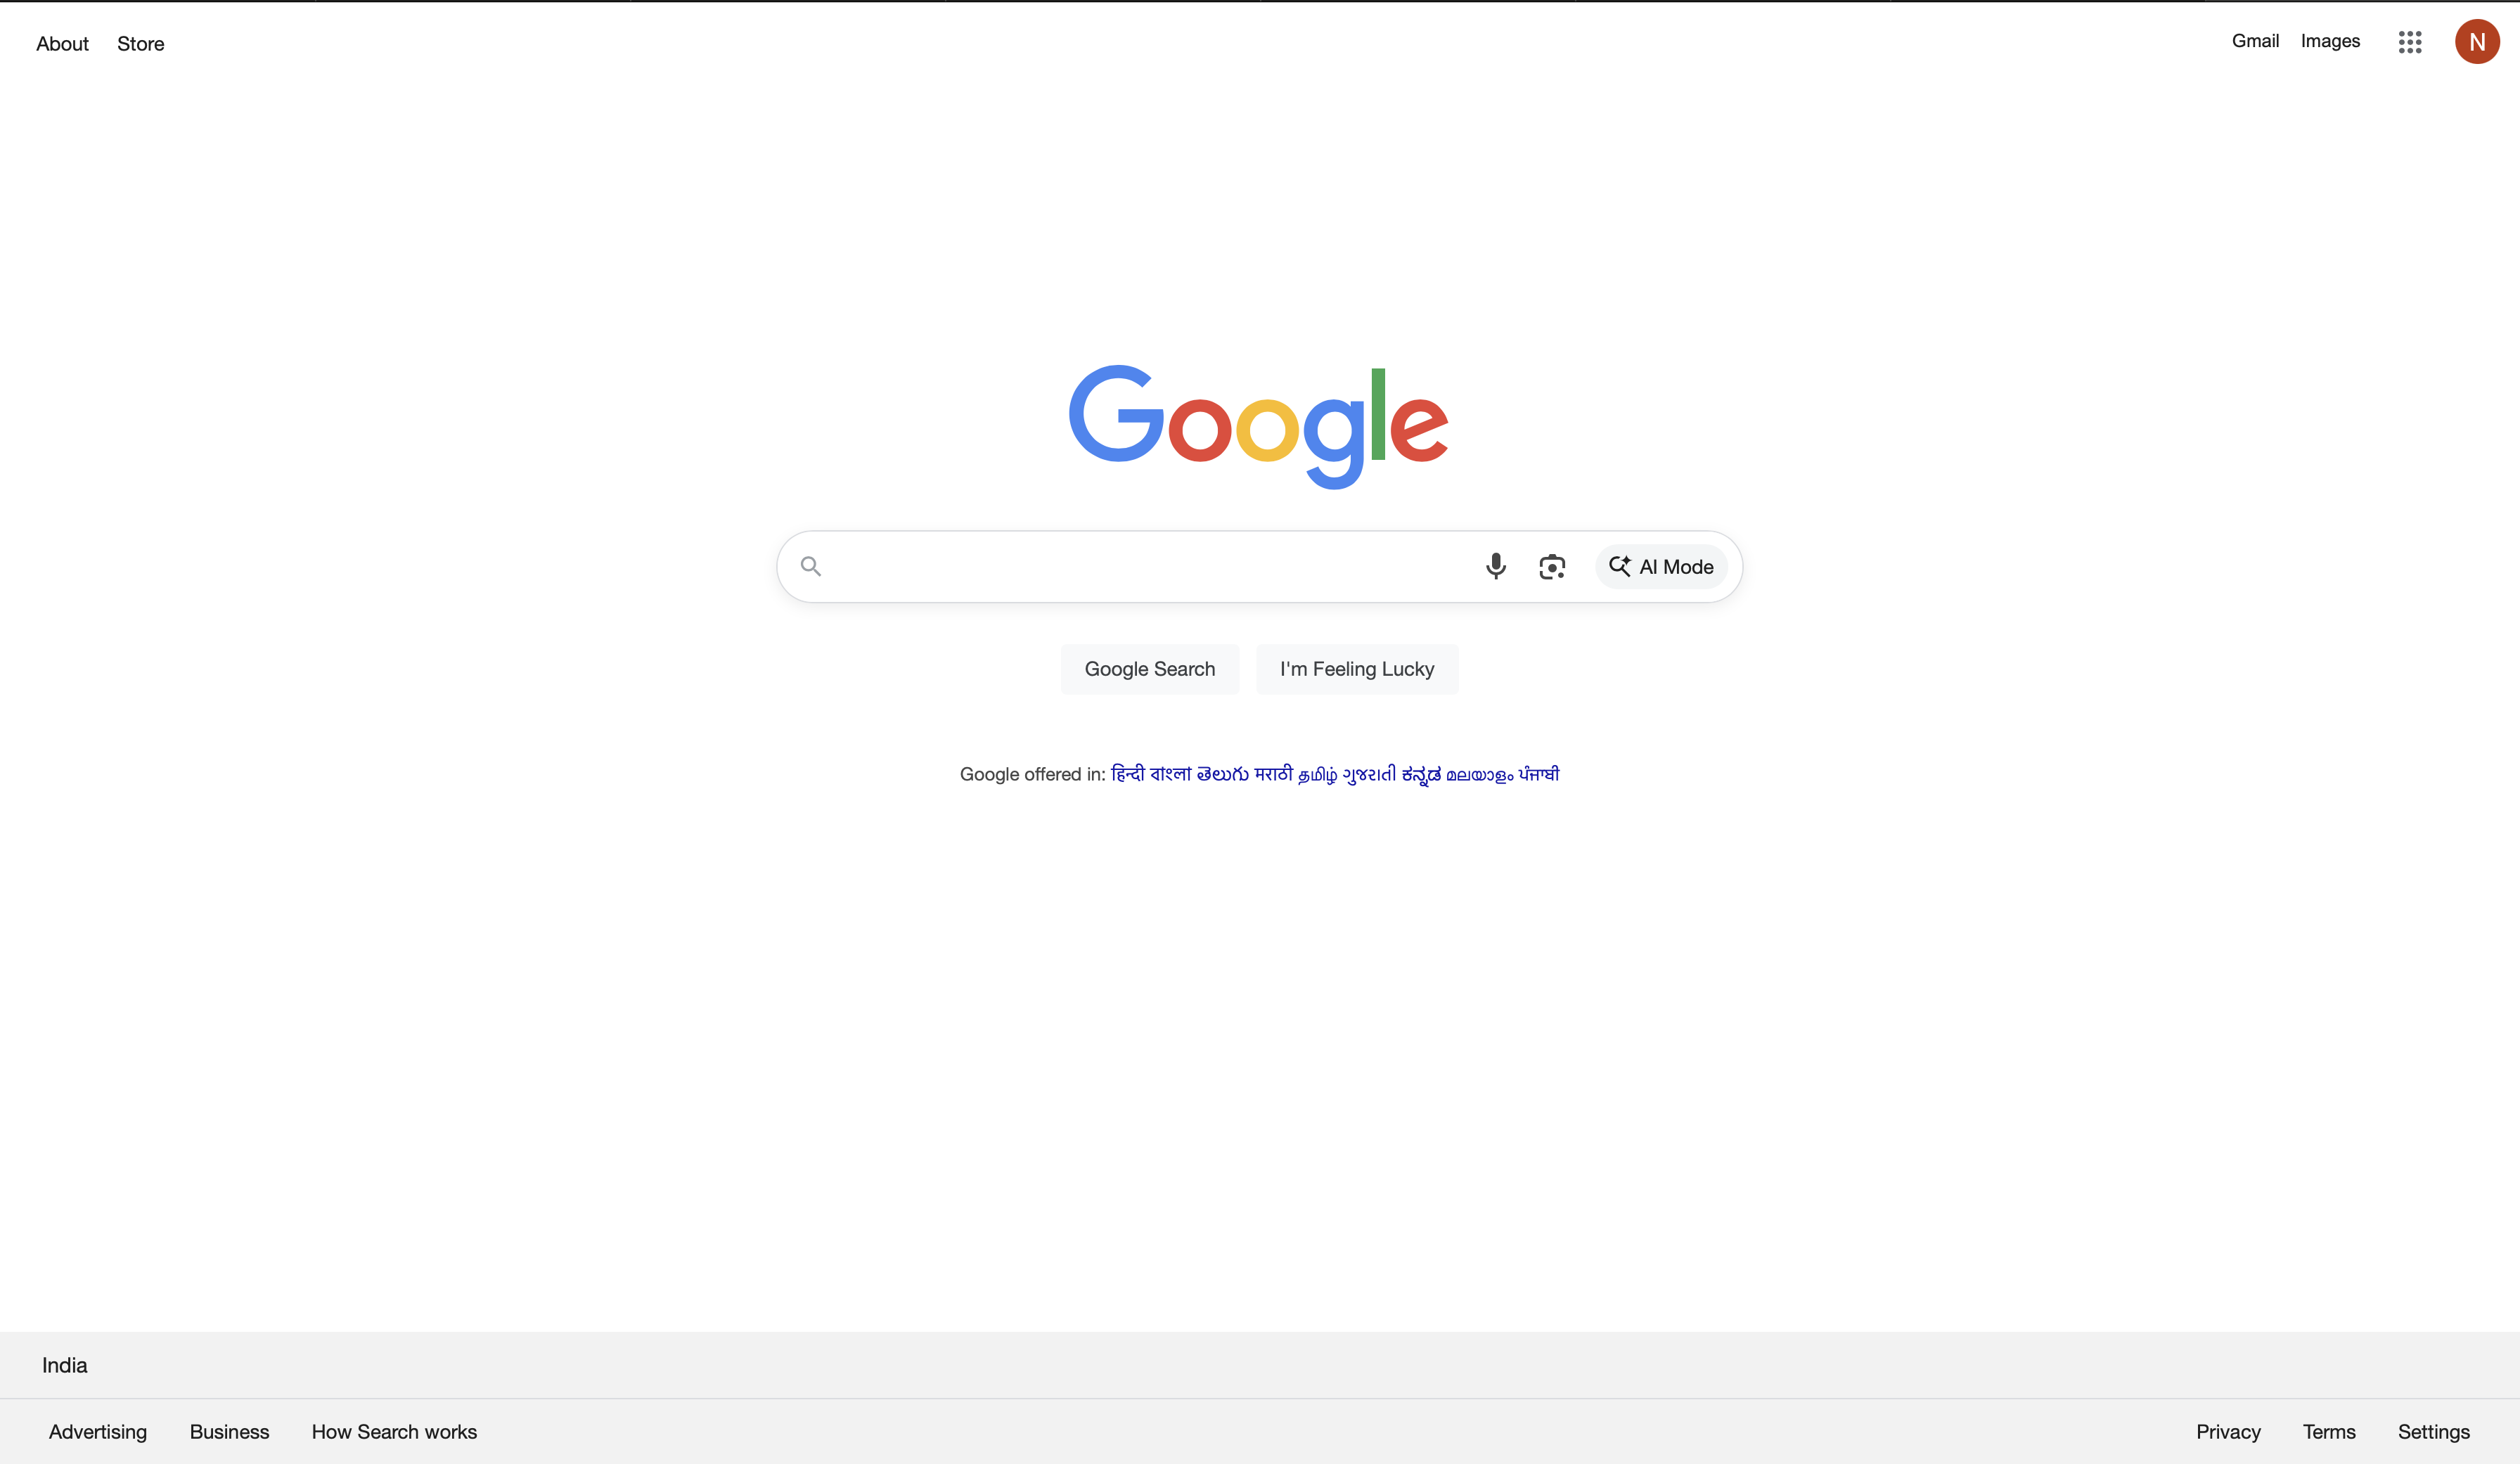 About Store Gmail Images N
Google
AI Mode
Google Search I'm Feeling Lucky
Google offered in: हिन्दी বাংলা తెలుగు मराठी தமிழ் ગુજરાતી ಕನ್ನಡ മലയാളം ਪੰਜਾਬੀ
India
Advertising Business How Search works Privacy Terms Settings